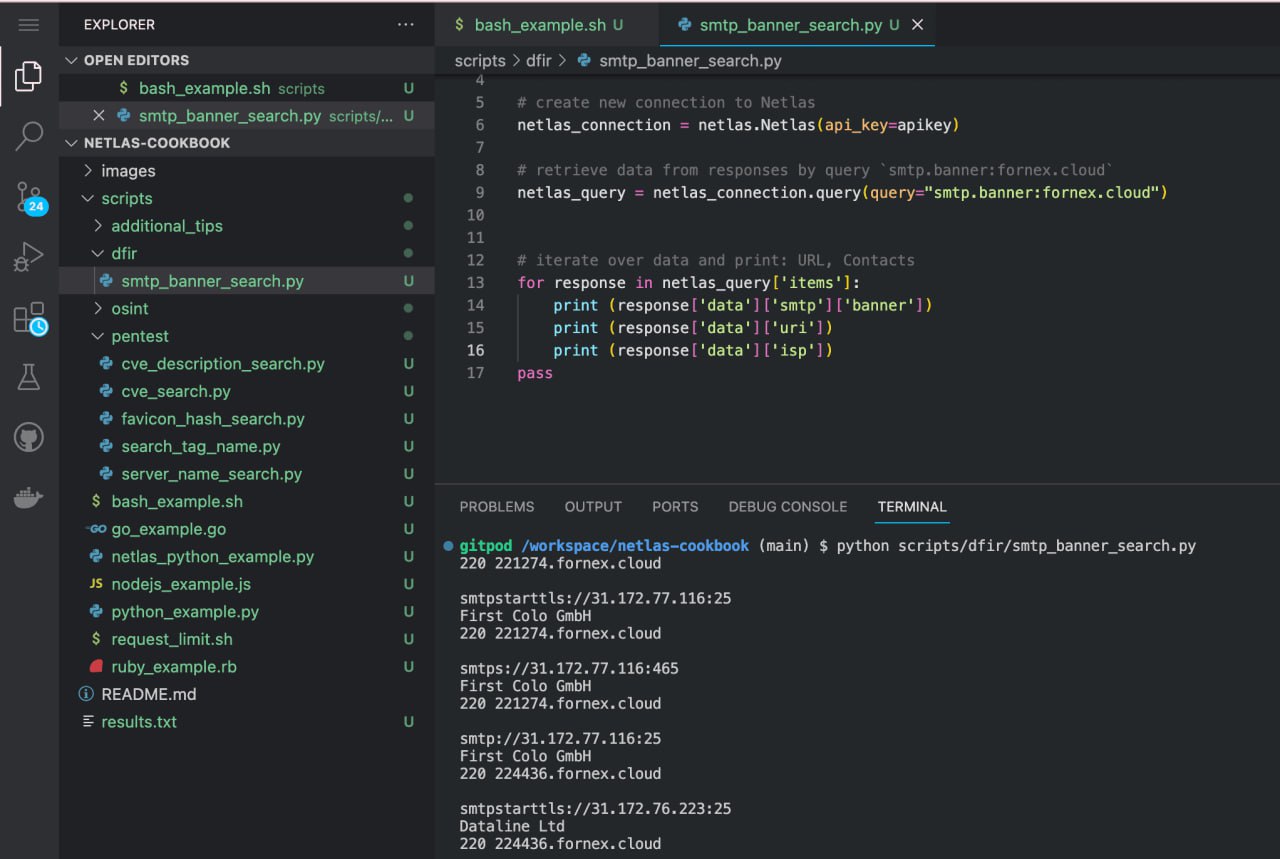 EXPLORER
OPEN EDITORS
$ bash_example.sh scripts U
smtp_banner_search.py scripts/... U
NETLAS-COOKBOOK
images
scripts
additional_tips
dfir
smtp_banner_search.py U
osint
pentest
cve_description_search.py U
cve_search.py U
favicon_hash_search.py U
search_tag_name.py U
server_name_search.py U
$ bash_example.sh U
GO go_example.go U
netlas_python_example.py U
JS nodejs_example.js U
python_example.py U
$ request_limit.sh U
ruby_example.rb U
README.md
results.txt U
24
$ bash_example.sh U
smtp_banner_search.py U
scripts > dfir > smtp_banner_search.py
4
5 # create new connection to Netlas
6 netlas_connection = netlas.Netlas(api_key=apikey)
7
8 # retrieve data from responses by query `smtp.banner:fornex.cloud`
9 netlas_query = netlas_connection.query(query="smtp.banner:fornex.cloud")
10
11
12 # iterate over data and print: URL, Contacts
13 for response in netlas_query['items']:
14 print (response['data']['smtp']['banner'])
15 print (response['data']['uri'])
16 print (response['data']['isp'])
17 pass
PROBLEMS OUTPUT PORTS DEBUG CONSOLE TERMINAL
gitpod /workspace/netlas-cookbook (main) $ python scripts/dfir/smtp_banner_search.py
220 221274.fornex.cloud
smtpstarttls://31.172.77.116:25
First Colo GmbH
220 221274.fornex.cloud
smtps://31.172.77.116:465
First Colo GmbH
220 221274.fornex.cloud
smtp://31.172.77.116:25
First Colo GmbH
220 224436.fornex.cloud
smtpstarttls://31.172.76.223:25
Dataline Ltd
220 224436.fornex.cloud